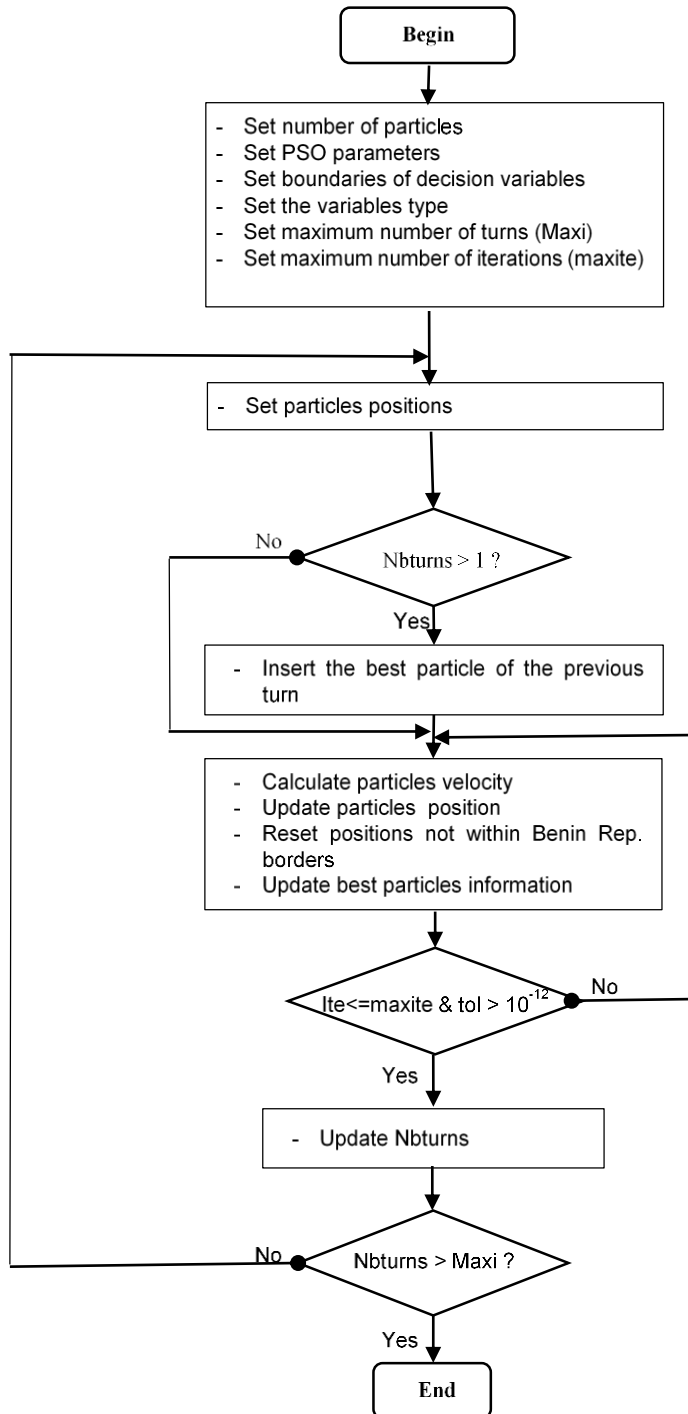 Begin
- Set number of particles
- Set PSO parameters
- Set boundaries of decision variables
- Set the variables type
- Set maximum number of turns (Maxi)
- Set maximum number of iterations (maxite)
- Set particles positions
No
Nbturns > 1 ?
Yes
- Insert the best particle of the previous
turn
- Calculate particles velocity
- Update particles position
- Reset positions not within Benin Rep.
borders
- Update best particles information
Ite<=maxite & tol > 10^-12
No
Yes
- Update Nbturns
No
Nbturns > Maxi ?
Yes
End